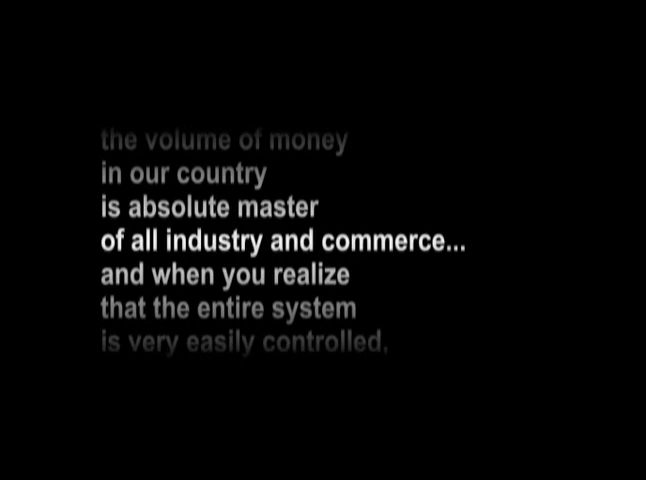 the volume of money
in our country
is absolute master
of all industry and commerce...
and when you realize
that the entire system
is very easily controlled,